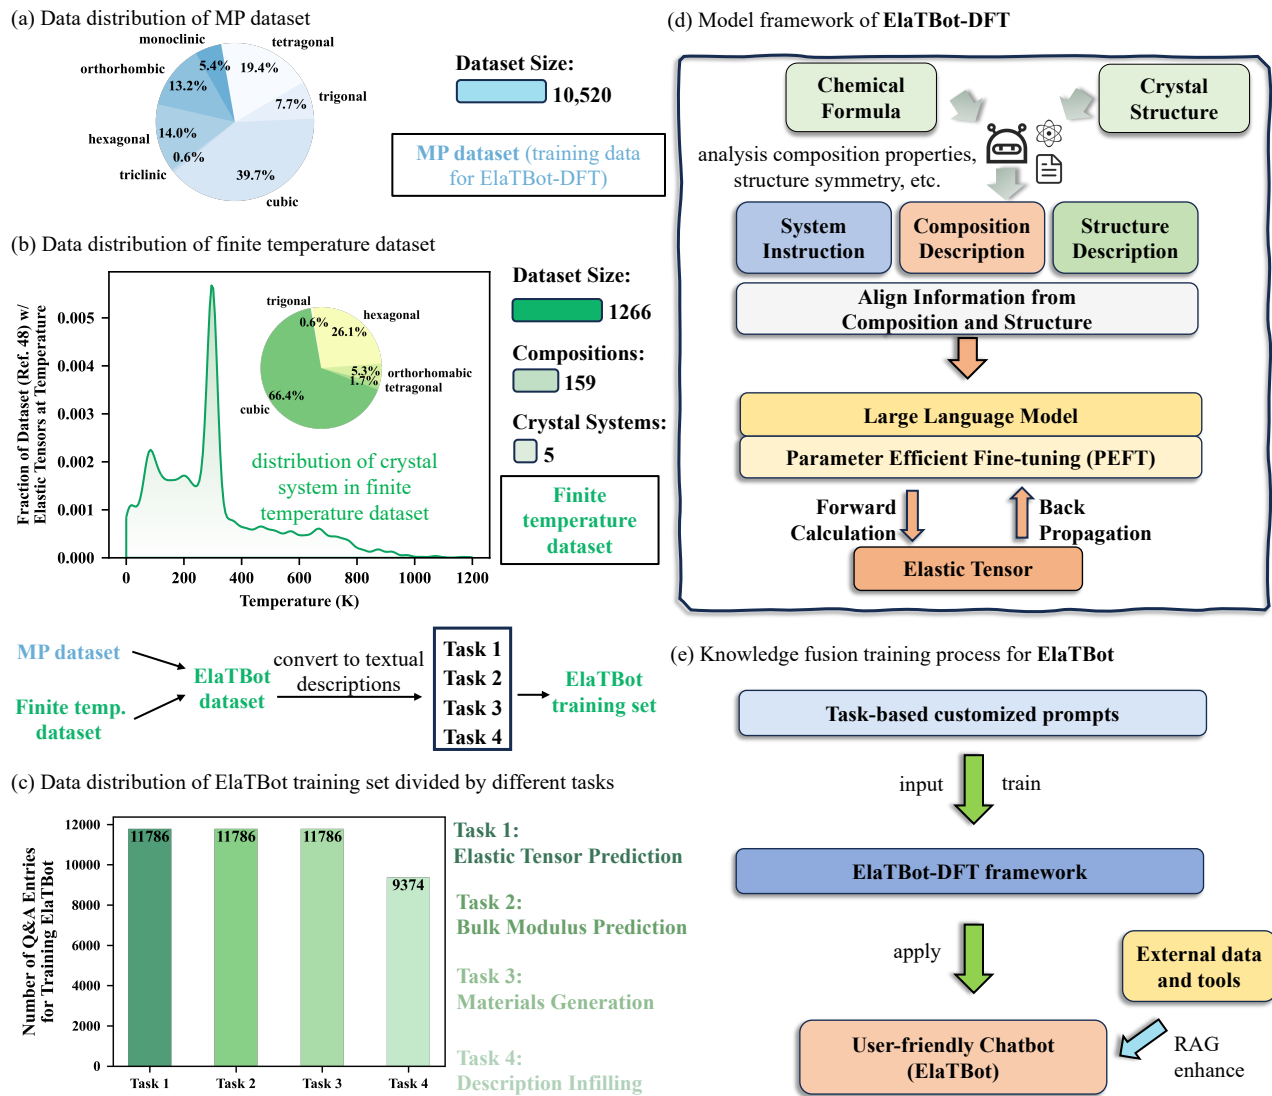 (a) Data distribution of MP dataset
monoclinic
tetragonal
orthorhombic
5.4%
19.4%
13.2%
7.7%
trigonal
hexagonal
14.0%
0.6%
triclinic
39.7%
cubic
Dataset Size:
10,520
MP dataset (training data
for ElaTBot-DFT)
(b) Data distribution of finite temperature dataset
Fraction of Dataset (Ref. 48) w/
Elastic Tensors at Temperature
0.005
0.004
0.003
0.002
0.001
0.000
0
200
400
600
800
1000
1200
Temperature (K)
trigonal
hexagonal
0.6%
26.1%
5.3%
orthorhomabic
1.7%
tetragonal
66.4%
cubic
distribution of crystal
system in finite
temperature dataset
Dataset Size:
1266
Compositions:
159
Crystal Systems:
5
Finite
temperature
dataset
MP dataset
Finite temp.
dataset
ElaTBot
dataset
convert to textual
descriptions
Task 1
Task 2
Task 3
Task 4
ElaTBot
training set
(c) Data distribution of ElaTBot training set divided by different tasks
Number of Q&A Entries
for Training ElaTBot
12000
10000
8000
6000
4000
2000
0
11786
11786
11786
9374
Task 1
Task 2
Task 3
Task 4
Task 1:
Elastic Tensor Prediction
Task 2:
Bulk Modulus Prediction
Task 3:
Materials Generation
Task 4:
Description Infilling
(d) Model framework of ElaTBot-DFT
Chemical
Formula
Crystal
Structure
analysis composition properties,
structure symmetry, etc.
System
Instruction
Composition
Description
Structure
Description
Align Information from
Composition and Structure
Large Language Model
Parameter Efficient Fine-tuning (PEFT)
Forward
Calculation
Back
Propagation
Elastic Tensor
(e) Knowledge fusion training process for ElaTBot
Task-based customized prompts
input
train
ElaTBot-DFT framework
apply
External data
and tools
User-friendly Chatbot
(ElaTBot)
RAG
enhance